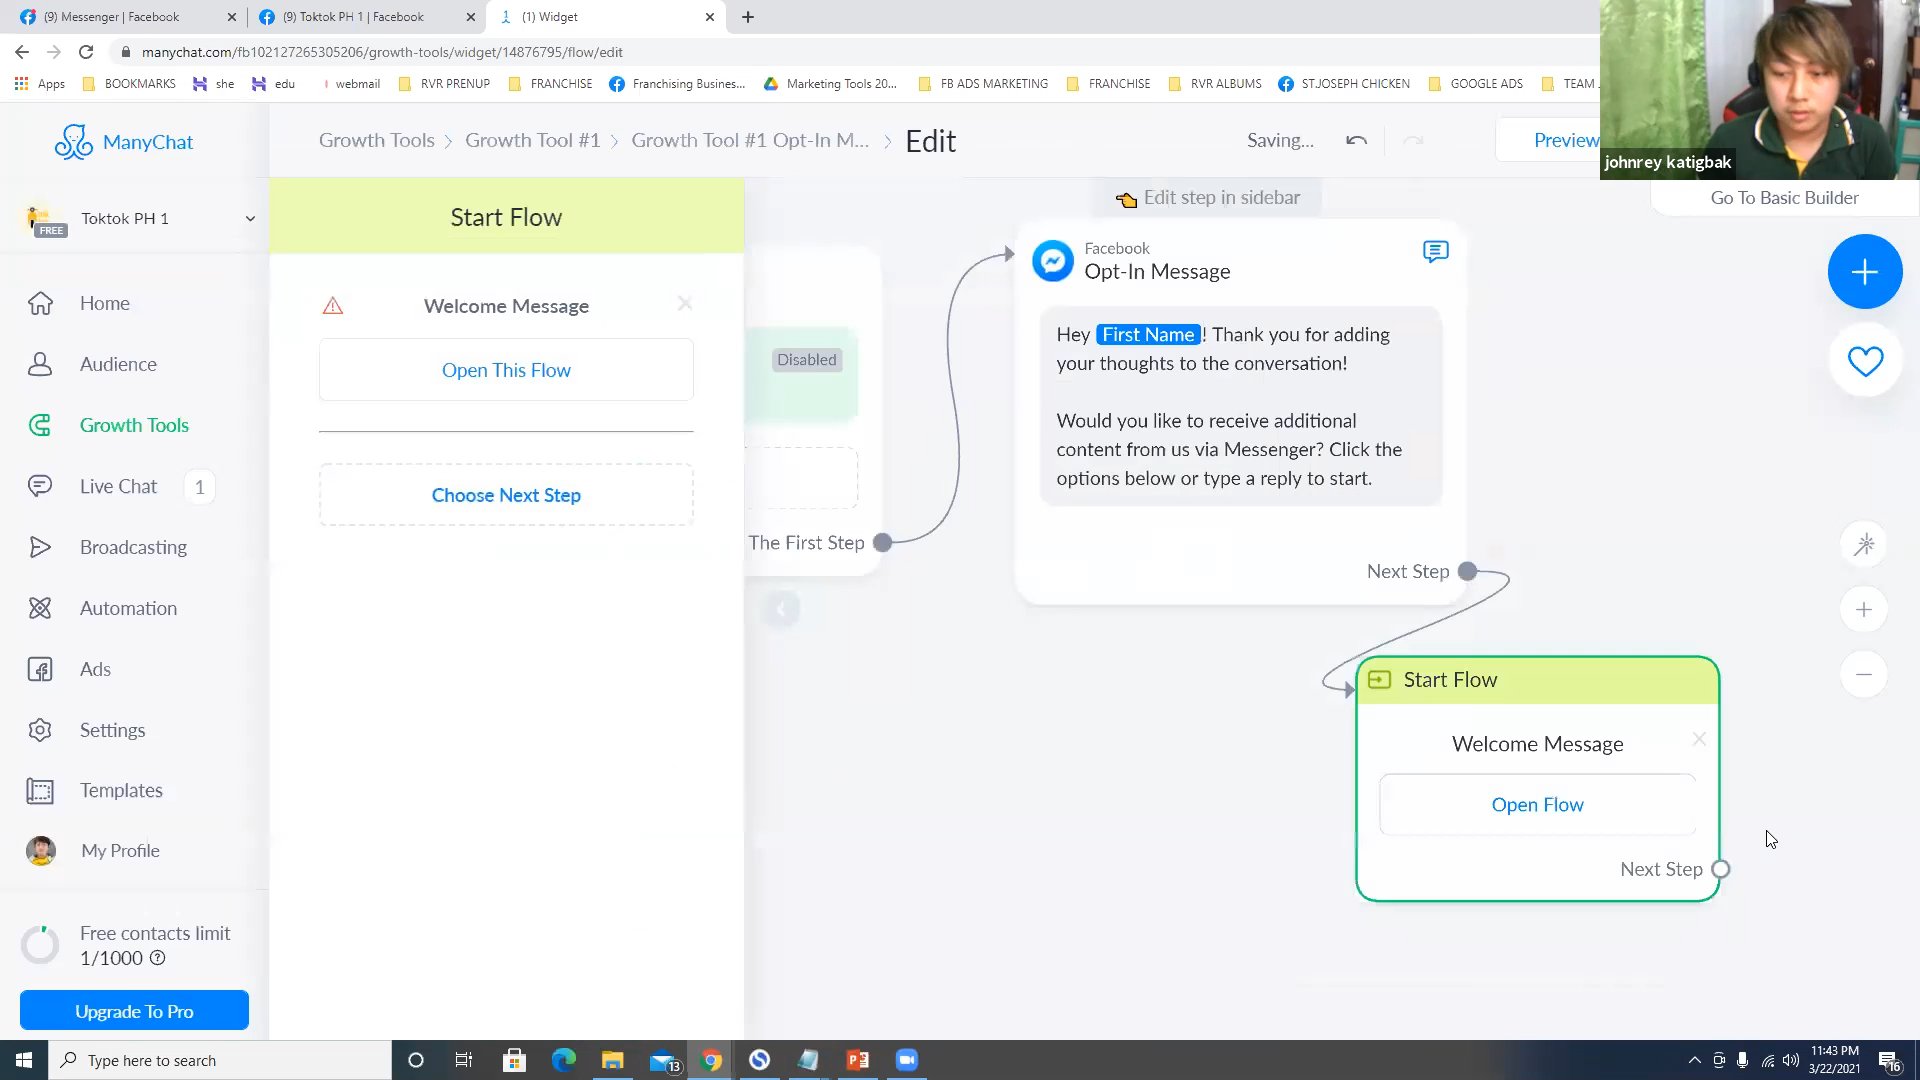 (9) Messenger | Facebook
(9) Toktok PH 1 | Facebook
(1) Widget
manychat.com/fb102127265305206/growth-tools/widget/14876795/flow/edit
Apps
BOOKMARKS
she
edu
webmail
RVR PRENUP
FRANCHISE
Franchising Busines...
Marketing Tools 20...
FB ADS MARKETING
FRANCHISE
RVR ALBUMS
ST.JOSEPH CHICKEN
GOOGLE ADS
TEAM
johnrey katigbak
ManyChat
Growth Tools
Growth Tool #1
Growth Tool #1 Opt-In M...
Edit
Saving...
Preview
Go To Basic Builder
Toktok PH 1
FREE
Home
Audience
Growth Tools
Live Chat 1
Broadcasting
Automation
Ads
Settings
Templates
My Profile
Free contacts limit
1/1000
Upgrade To Pro
Start Flow
Welcome Message
Open This Flow
Choose Next Step
Disabled
The First Step
Edit step in sidebar
Facebook
Opt-In Message
Hey First Name! Thank you for adding
your thoughts to the conversation!
Would you like to receive additional
content from us via Messenger? Click the
options below or type a reply to start.
Next Step
Start Flow
Welcome Message
Open Flow
Next Step
Type here to search
13
11:43 PM
3/22/2021
16